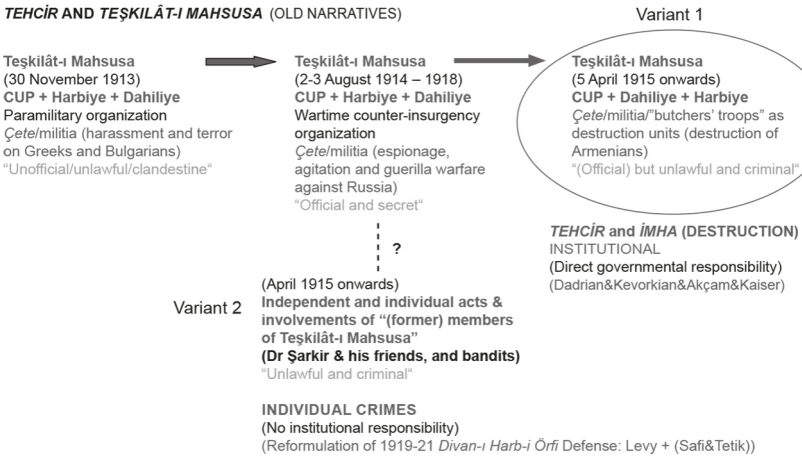 TEHCİR AND TEŞKILÂT-I MAHSUSA (OLD NARRATIVES)
Variant 1
Teşkilât-ı Mahsusa
(30 November 1913)
CUP + Harbiye + Dahiliye
Paramilitary organization
Çete/militia (harassment and terror
on Greeks and Bulgarians)
"Unofficial/unlawful/clandestine"
Teşkilât-ı Mahsusa
(2-3 August 1914 – 1918)
CUP + Harbiye + Dahiliye
Wartime counter-insurgency
organization
Çete/militia (espionage,
agitation and guerilla warfare
against Russia)
"Official and secret"
Teşkilât-ı Mahsusa
(5 April 1915 onwards)
CUP + Dahiliye + Harbiye
Çete/militia/"butchers' troops" as
destruction units (destruction of
Armenians)
"(Official) but unlawful and criminal"
TEHCİR and İMHA (DESTRUCTION)
INSTITUTIONAL
(Direct governmental responsibility)
(Dadrian&Kevorkian&Akçam&Kaiser)
?
Variant 2
(April 1915 onwards)
Independent and individual acts &
involvements of "(former) members
of Teşkilât-ı Mahsusa"
(Dr Şarkir & his friends, and bandits)
"Unlawful and criminal"
INDIVIDUAL CRIMES
(No institutional responsibility)
(Reformulation of 1919-21 Divan-ı Harb-i Örfi Defense: Levy + (Safi&Tetik))